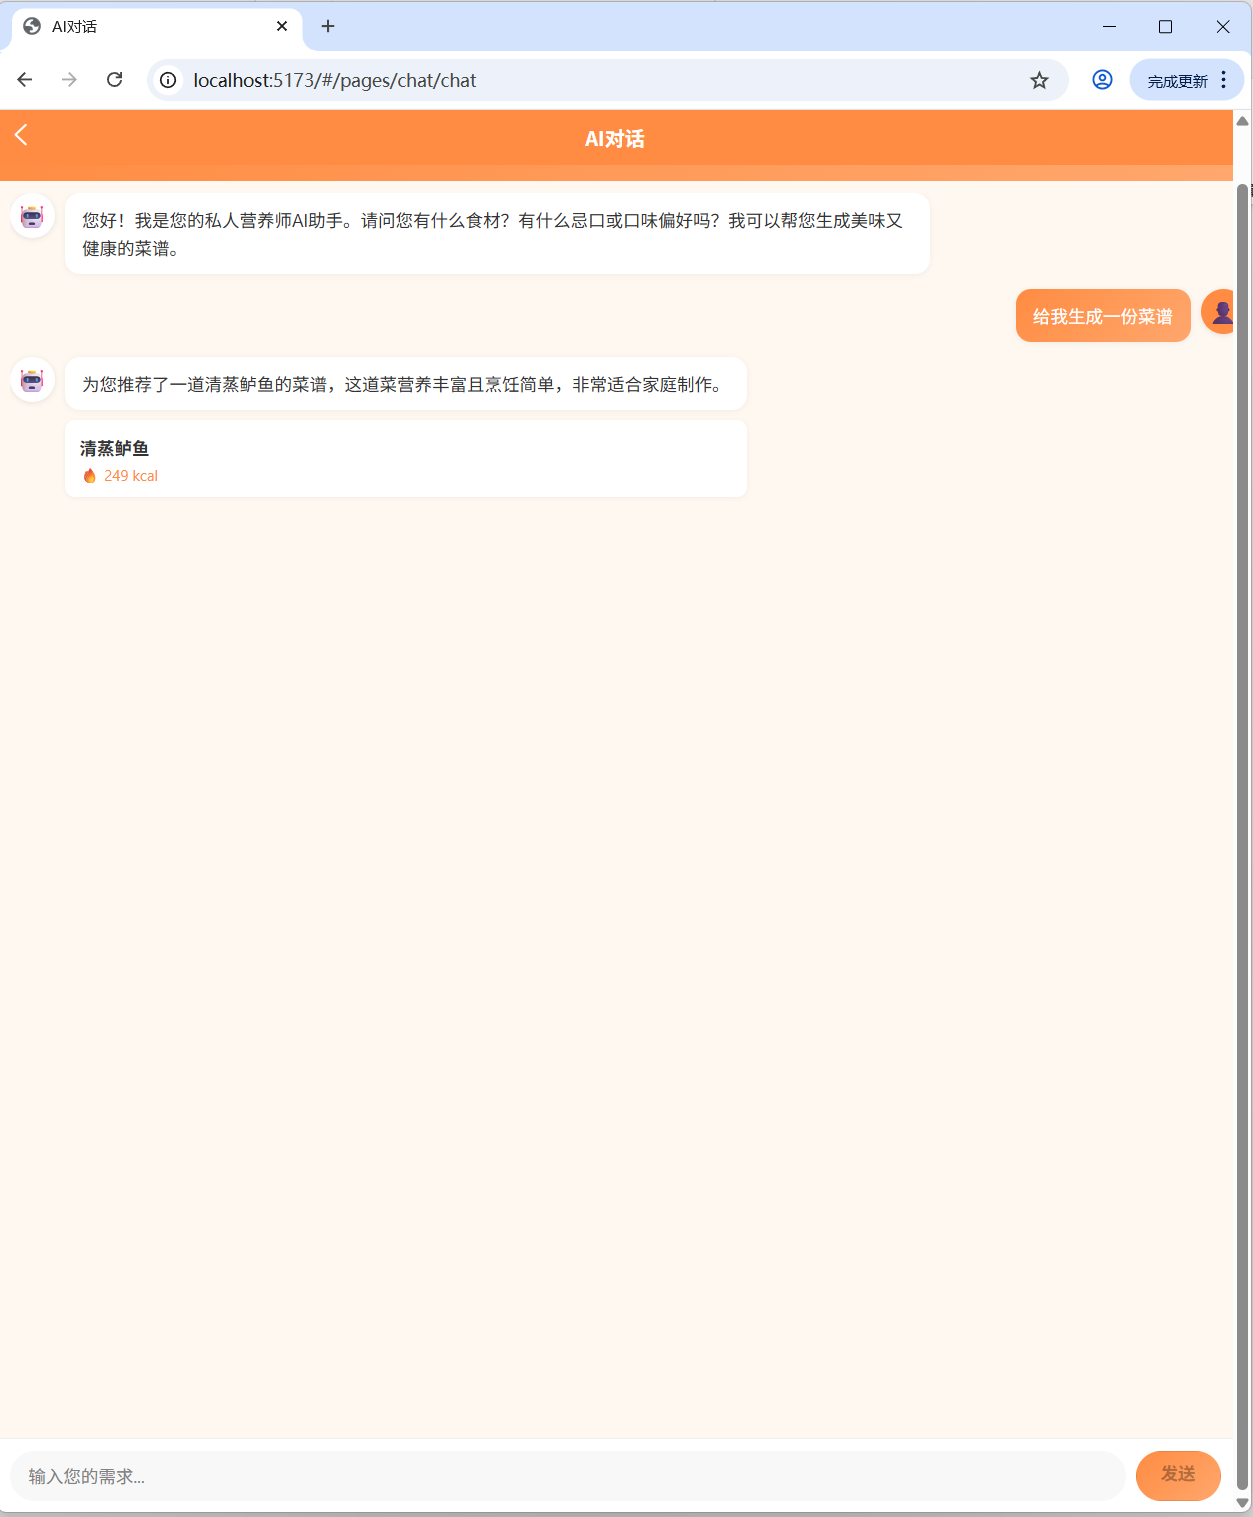 AI对话
localhost:5173/#/pages/chat/chat
完成更新
AI对话
您好！我是您的私人营养师AI助手。请问您有什么食材？有什么忌口或口味偏好吗？我可以帮您生成美味又
健康的菜谱。
给我生成一份菜谱
为您推荐了一道清蒸鲈鱼的菜谱，这道菜营养丰富且烹饪简单，非常适合家庭制作。
清蒸鲈鱼
249 kcal
输入您的需求...
发送